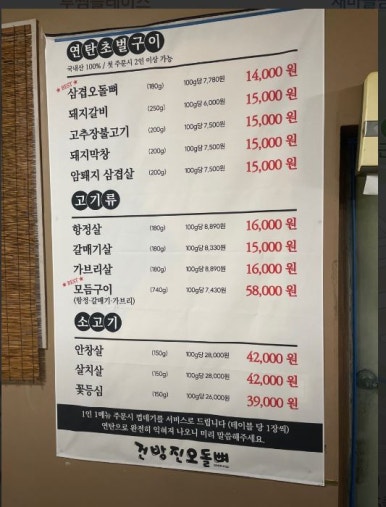 연탄초벌구이
국내산 100% / 첫 주문시 2인 이상 가능
BEST
삼겹오돌뼈 (180g) 100g당 7,780원 14,000 원
돼지갈비 (250g) 100g당 6,000원 15,000 원
고추장불고기 (200g) 100g당 7,500원 15,000 원
돼지막창 (200g) 100g당 7,500원 15,000 원
암퇘지 삼겹살 (200g) 100g당 7,500원 15,000 원
고기류
항정살 (180g) 100g당 8,890원 16,000 원
갈매기살 (180g) 100g당 8,330원 15,000 원
가브리살 (180g) 100g당 8,890원 16,000 원
BEST
모듬구이 (740g) 100g당 7,430원 58,000 원
(항정·갈매기·가브리)
소고기
안창살 (150g) 100g당 28,000원 42,000 원
살치살 (150g) 100g당 28,000원 42,000 원
꽃등심 (150g) 100g당 26,000원 39,000 원
1인 1메뉴 주문시 껍데기를 서비스로 드립니다 (테이블 당 1장씩)
연탄으로 완전히 익혀져 나오니 미리 말씀해주세요.
건방진오돌뼈